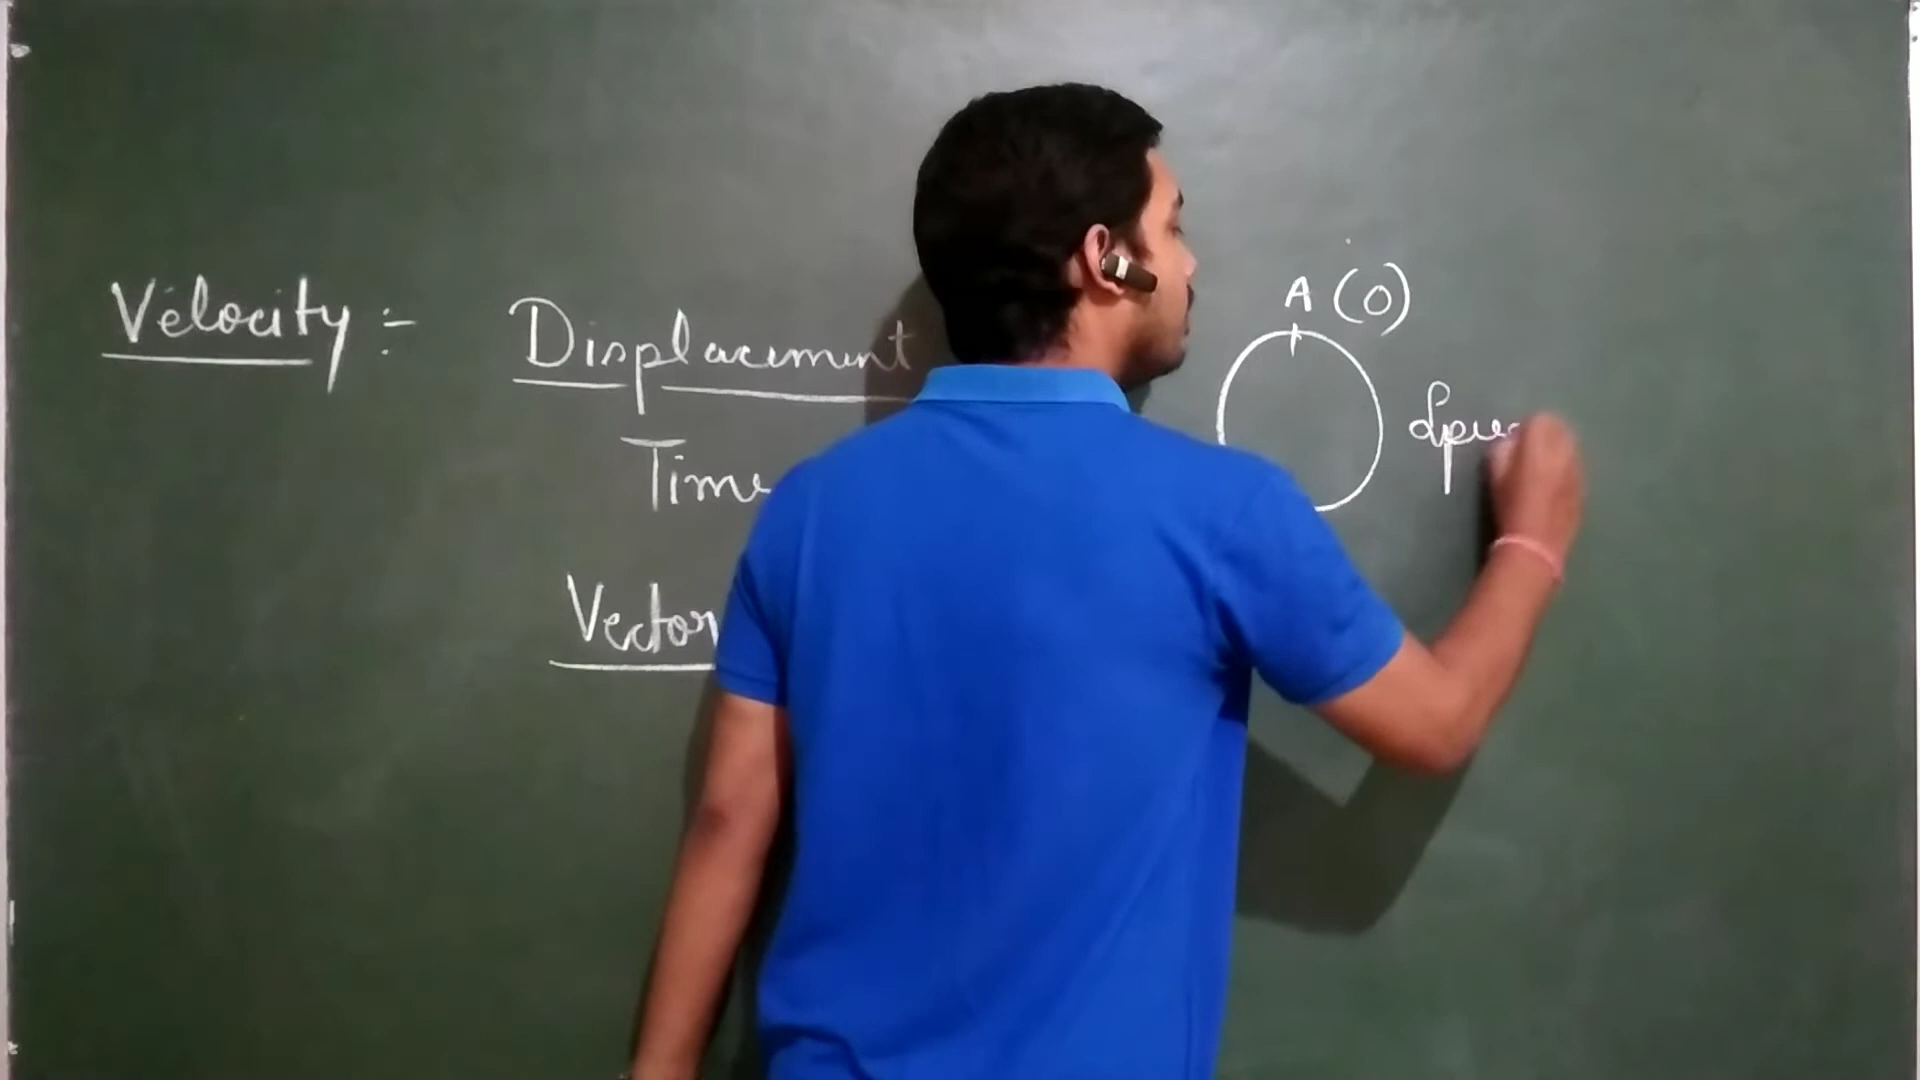 Velocity :- Displacement
Time
Vector
A (0)